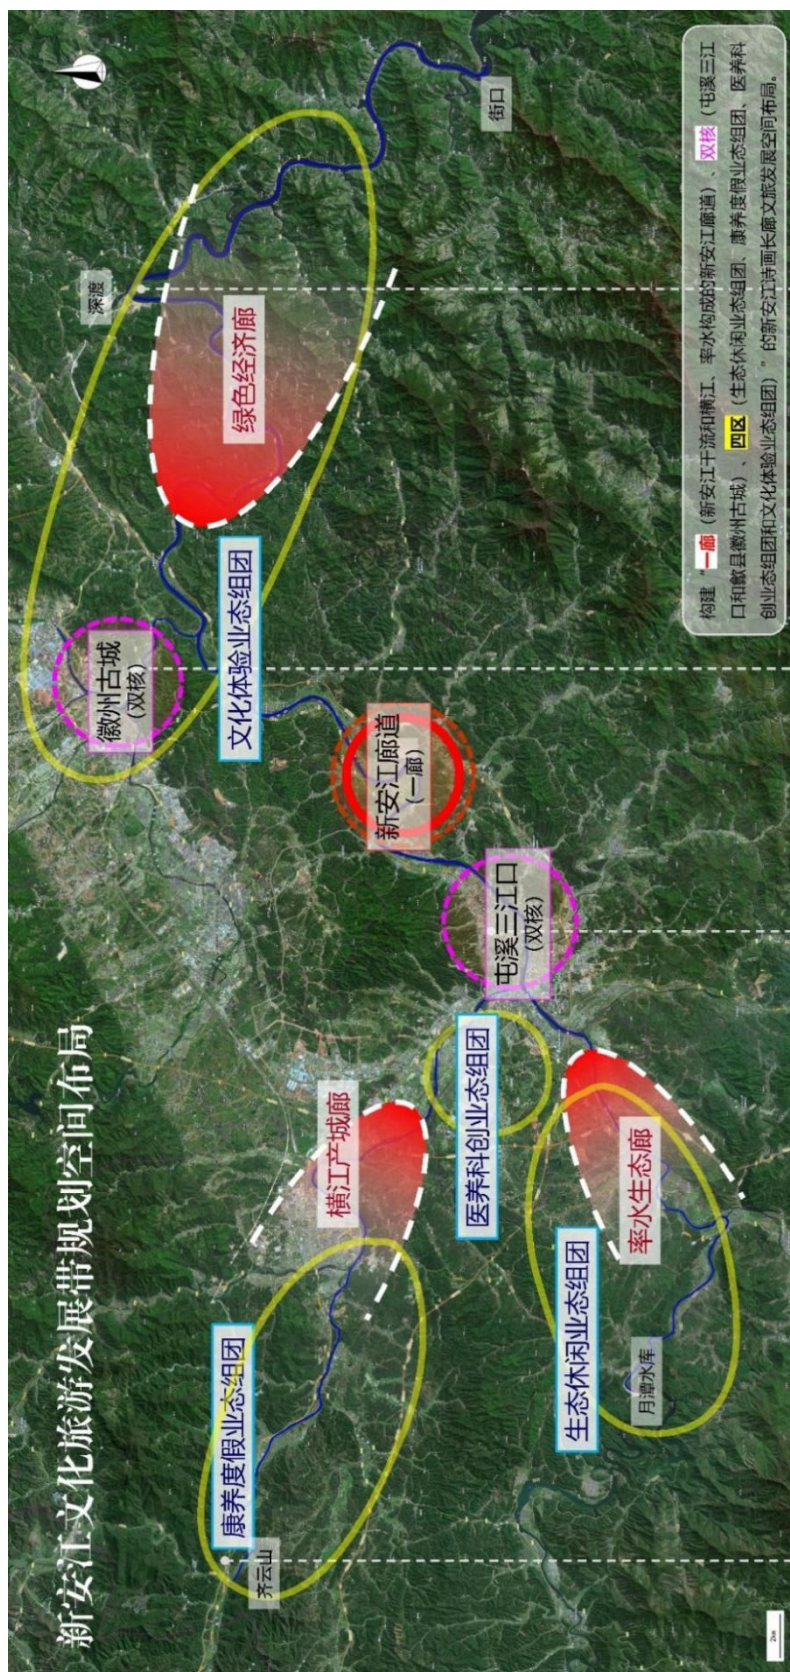 新安江文化旅游发展带规划空间布局
康养度假业态组团
齐云山
横江产城廊
医养科创业态组团
生态休闲业态组团
月潭水库
率水生态廊
屯溪三江口
（双核）
新安江廊道
（一廊）
徽州古城
（双核）
文化体验业态组团
绿色经济廊
深渡
街口
构建“一廊（新安江干流和横江、率水构成的新安江廊道）、双核（屯溪三江
口和歙县徽州古城）、四区（生态休闲业态组团、康养度假业态组团、医养科
创业态组团和文化体验业态组团）”的新安江诗画长廊文旅发展空间布局。
2km